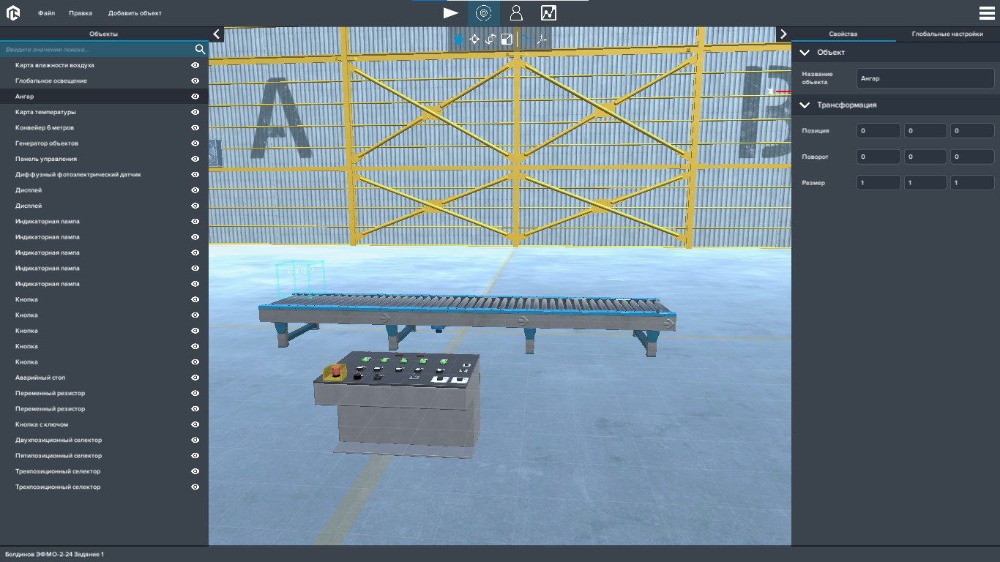 Файл Правка Добавить объект
Объекты
Введите значение поиска...
Карта влажности воздуха
Глобальное освещение
Ангар
Карта температуры
Конвейер 6 метров
Генератор объектов
Панель управления
Диффузный фотоэлектрический датчик
Дисплей
Дисплей
Индикаторная лампа
Индикаторная лампа
Индикаторная лампа
Индикаторная лампа
Индикаторная лампа
Кнопка
Кнопка
Кнопка
Кнопка
Кнопка
Аварийный стоп
Переменный резистор
Переменный резистор
Кнопка с ключом
Двухпозиционный селектор
Пятипозиционный селектор
Трехпозиционный селектор
Трехпозиционный селектор
A
B
x
Свойства Глобальные настройки
Объект
Название объекта Ангар
Трансформация
Позиция 0 0 0
Поворот 0 0 0
Размер 1 1 1
Болдинов ЭФМО-2-24 Задание 1